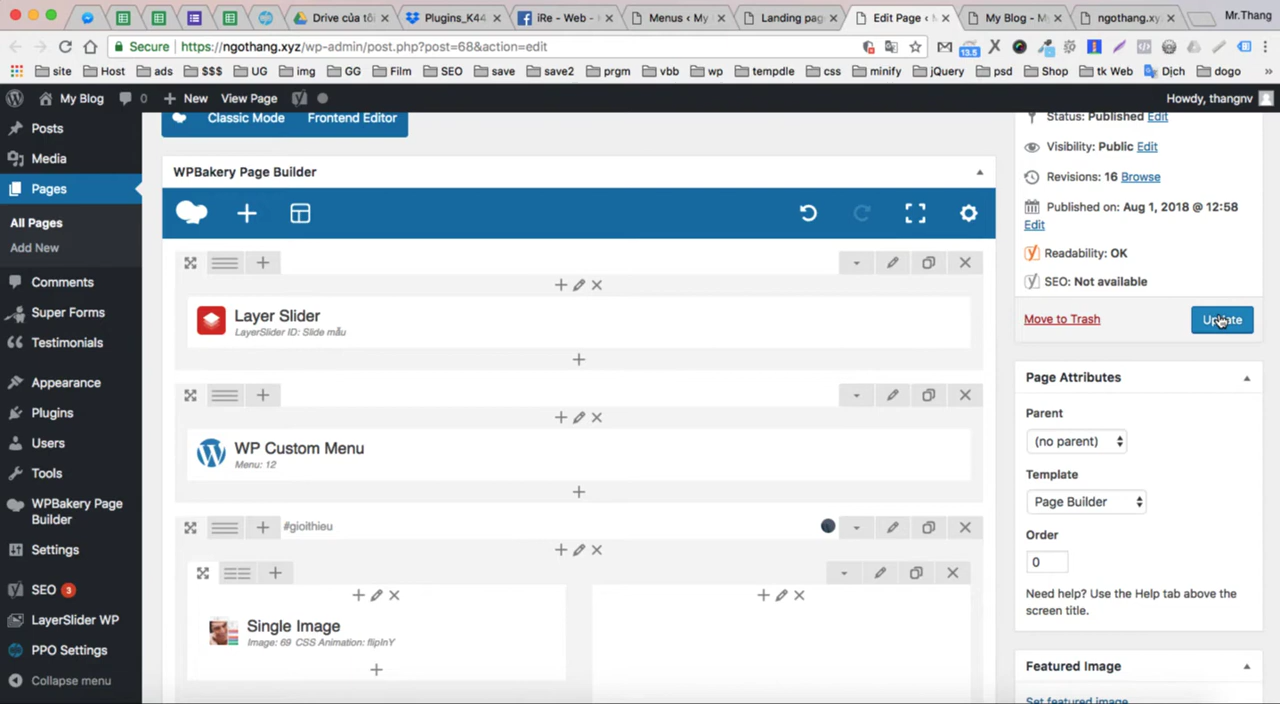 Drive của tôi
Plugins_K44
iRe - Web -
Menus ‹ My
Landing pag
Edit Page ‹
My Blog - My
ngothang.xyz
Mr.Thang
Secure
https://ngothang.xyz/wp-admin/post.php?post=68&action=edit
13.5
site
Host
ads
$$$
UG
img
GG
Film
SEO
save
save2
prgm
vbb
wp
tempdle
css
minify
jQuery
psd
Shop
tk Web
Dịch
dogo
»
My Blog
0
New
View Page
Howdy, thangnv
Posts
Media
Pages
All Pages
Add New
Comments
Super Forms
Testimonials
Appearance
Plugins
Users
Tools
WPBakery Page
Builder
Settings
SEO 3
LayerSlider WP
PPO Settings
Collapse menu
Classic Mode
Frontend Editor
WPBakery Page Builder
Layer Slider
LayerSlider ID: Slide mẫu
WP Custom Menu
Menu: 12
#gioithieu
Single Image
Image: 69 CSS Animation: flipInY
Status: Published Edit
Visibility: Public Edit
Revisions: 16 Browse
Published on: Aug 1, 2018 @ 12:58
Edit
Readability: OK
SEO: Not available
Move to Trash
Update
Page Attributes
Parent
(no parent)
Template
Page Builder
Order
0
Need help? Use the Help tab above the
screen title.
Featured Image
Set featured image